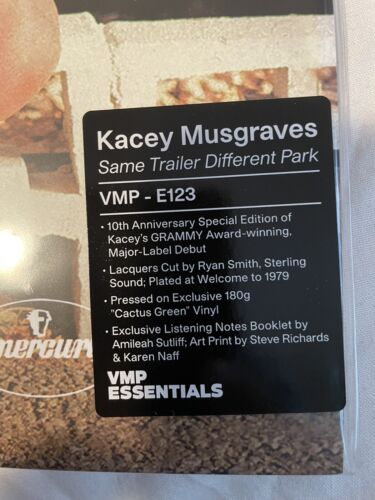 Kacey Musgraves
Same Trailer Different Park
VMP - E123
• 10th Anniversary Special Edition of
Kacey's GRAMMY Award-winning,
Major-Label Debut
• Lacquers Cut by Ryan Smith, Sterling
Sound; Plated at Welcome to 1979
• Pressed on Exclusive 180g
"Cactus Green" Vinyl
• Exclusive Listening Notes Booklet by
Amileah Sutliff; Art Print by Steve Richards
& Karen Naff
VMP
ESSENTIALS
mercur